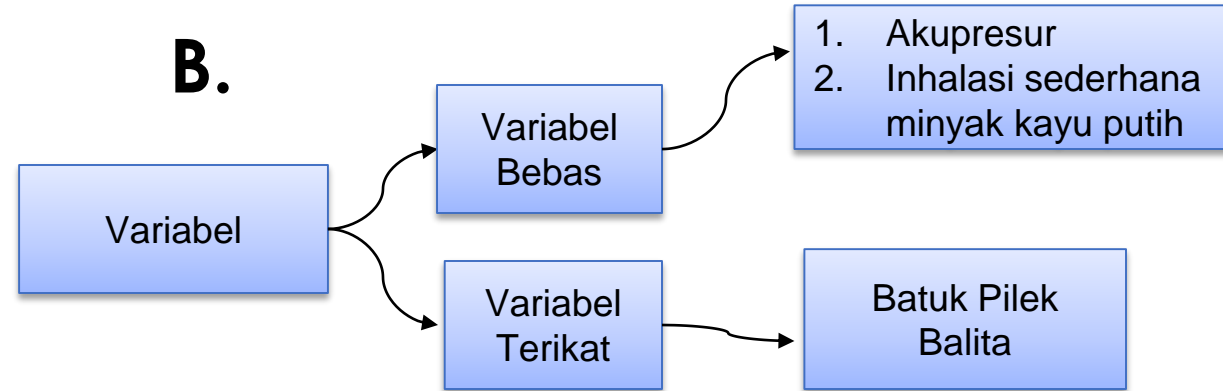 B.
Variabel
Variabel
Bebas
1. Akupresur
2. Inhalasi sederhana
minyak kayu putih
Variabel
Terikat
Batuk Pilek
Balita